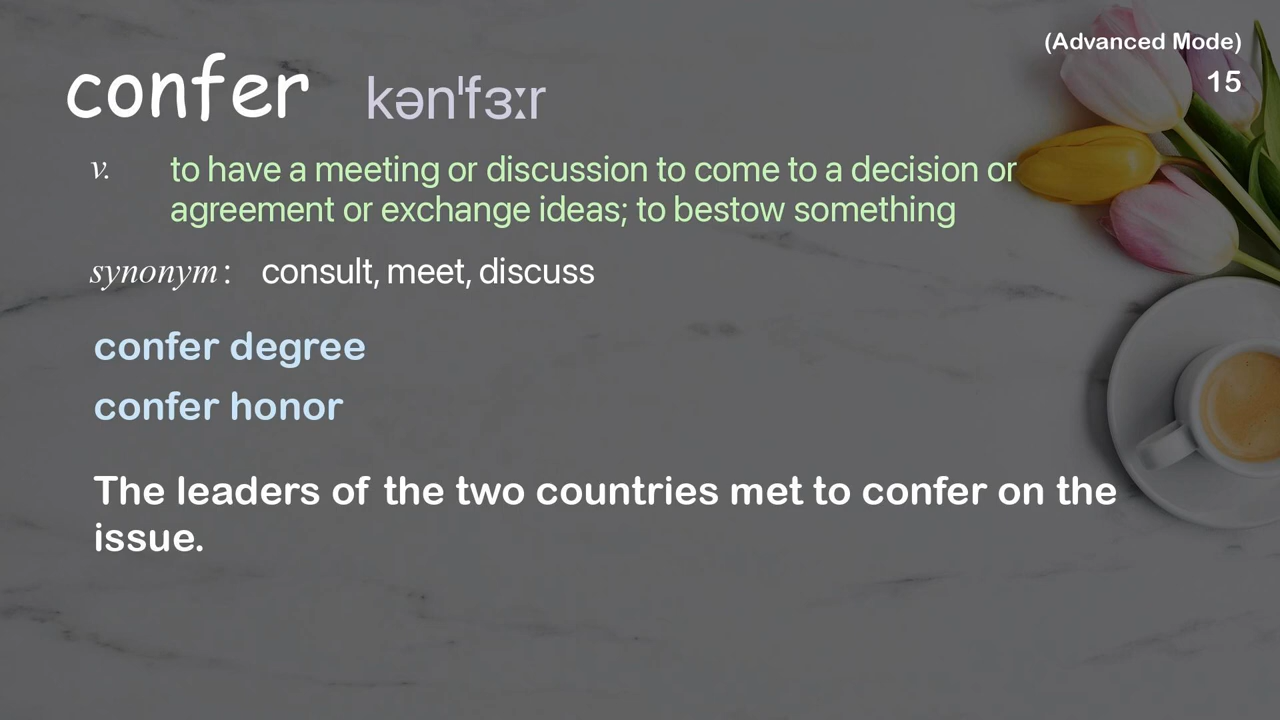 (Advanced Mode)
15
confer kənˈfɜːr
v. to have a meeting or discussion to come to a decision or
agreement or exchange ideas; to bestow something
synonym : consult, meet, discuss
confer degree
confer honor
The leaders of the two countries met to confer on the
issue.